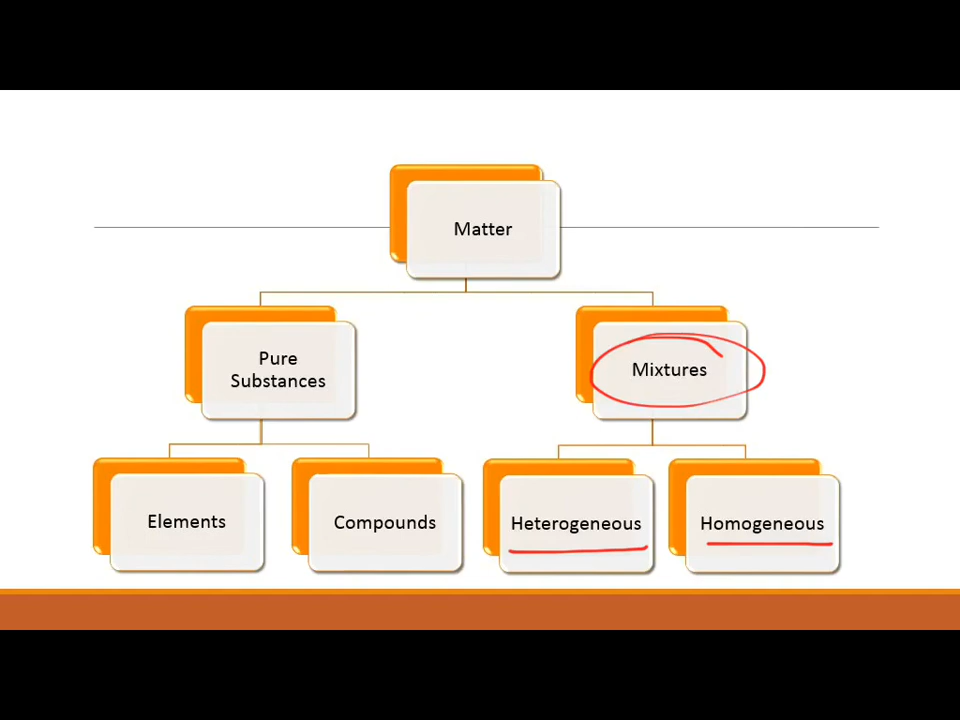 Matter
Pure
Substances
Mixtures
Elements
Compounds
Heterogeneous
Homogeneous